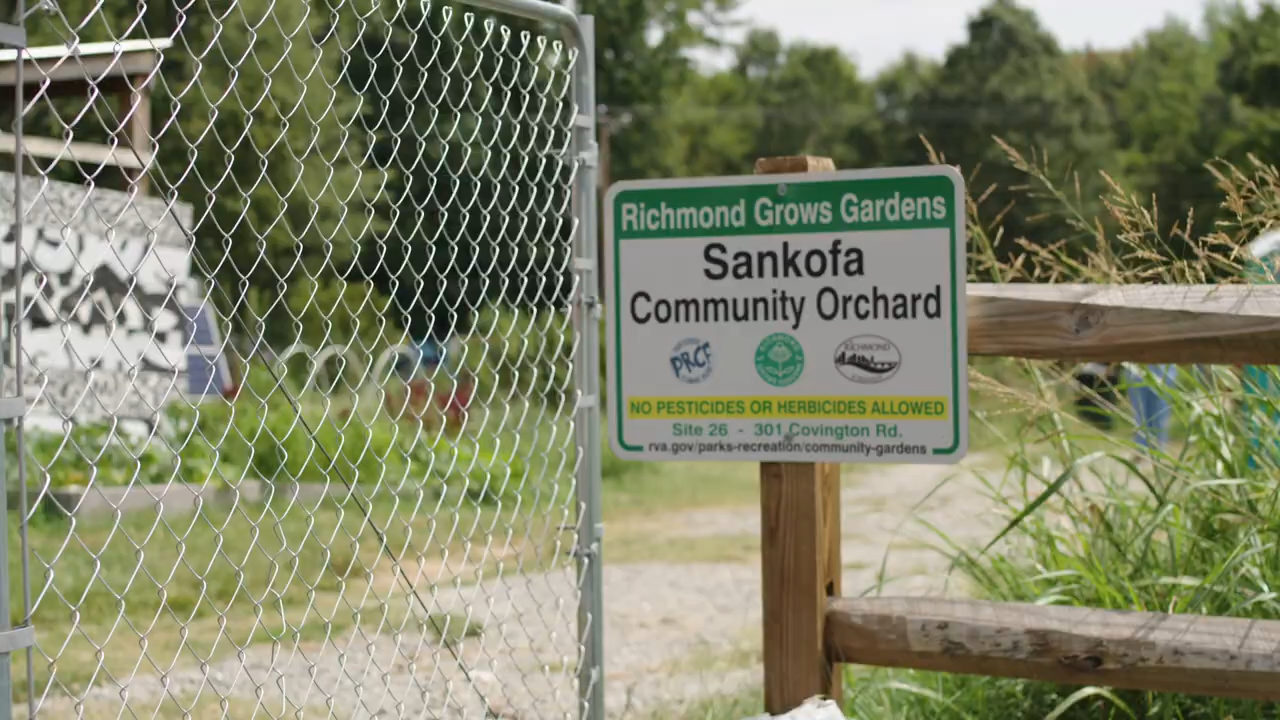 Richmond Grows Gardens
Sankofa
Community Orchard
PRCF
RICHMOND
NO PESTICIDES OR HERBICIDES ALLOWED
Site 26 - 301 Covington Rd.
rva.gov/parks-recreation/community-gardens